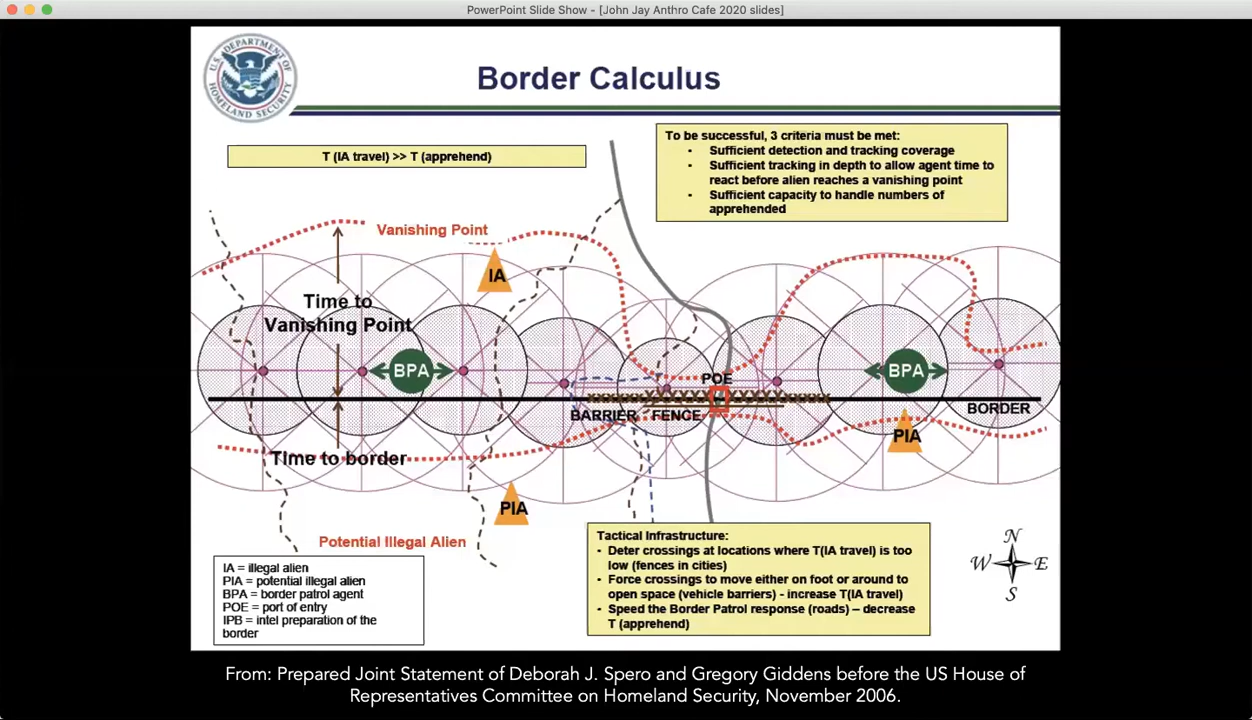 PowerPoint Slide Show - [John Jay Anthro Cafe 2020 slides]
U.S. DEPARTMENT OF
HOMELAND SECURITY
Border Calculus
T (IA travel) >> T (apprehend)
To be successful, 3 criteria must be met:
• Sufficient detection and tracking coverage
• Sufficient tracking in depth to allow agent time to
react before alien reaches a vanishing point
• Sufficient capacity to handle numbers of
apprehended
Vanishing Point
IA
Time to
Vanishing Point
BPA
BPA
POE
BARRIER
FENCE
BORDER
PIA
Time to border
PIA
Potential Illegal Alien
IA = illegal alien
PIA = potential illegal alien
BPA = border patrol agent
POE = port of entry
IPB = intel preparation of the
border
Tactical Infrastructure:
• Deter crossings at locations where T(IA travel) is too
low (fences in cities)
• Force crossings to move either on foot or around to
open space (vehicle barriers) - increase T(IA travel)
• Speed the Border Patrol response (roads) – decrease
T (apprehend)
N
W
E
S
From: Prepared Joint Statement of Deborah J. Spero and Gregory Giddens before the US House of
Representatives Committee on Homeland Security, November 2006.